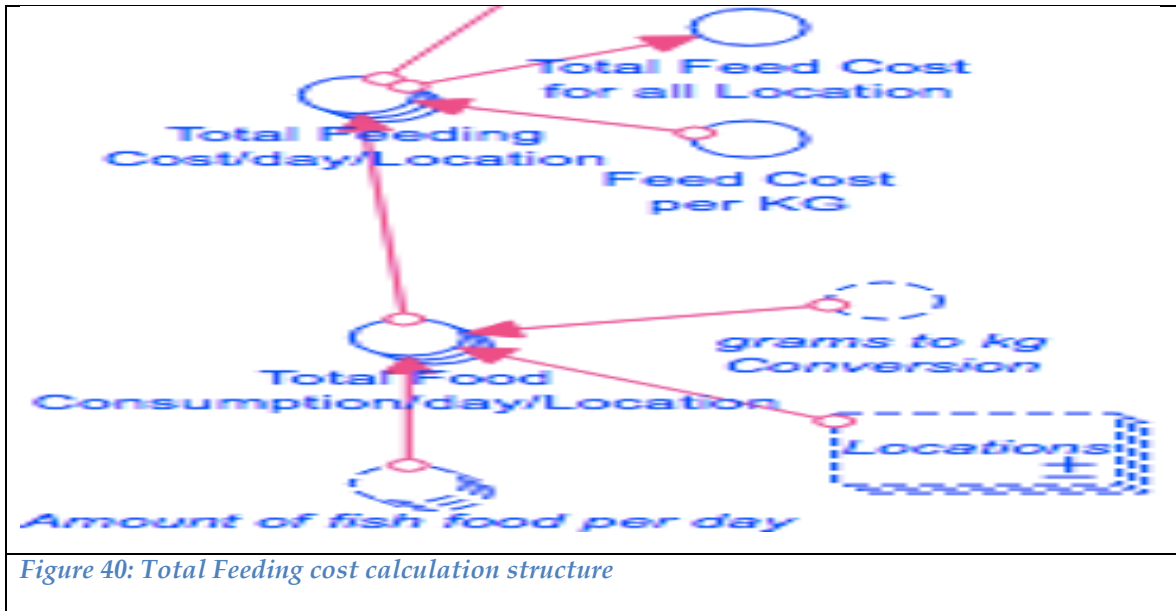 Total Feed Cost
for all Location
Total Feeding
Cost/day/Location
Feed Cost
per KG
grams to kg
Conversion
Total Food
Consumption/day/Location
Locations
Amount of fish food per day
Figure 40: Total Feeding cost calculation structure